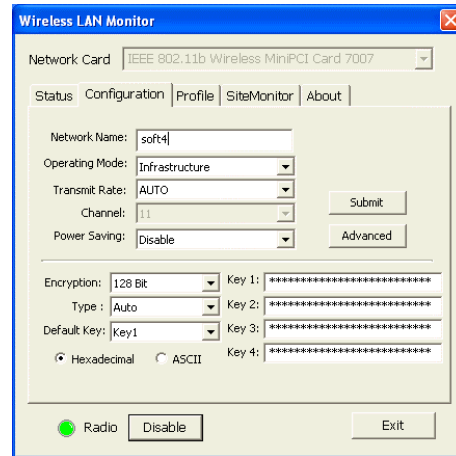 Wireless LAN Monitor
Network Card IEEE 802.11b Wireless MiniPCI Card 7007
Status Configuration Profile SiteMonitor About
Network Name: soft4
Operating Mode: Infrastructure
Transmit Rate: AUTO
Channel: 11
Submit
Power Saving: Disable
Advanced
Encryption: 128 Bit Key 1: **************************
Type : Auto Key 2: **************************
Default Key: Key1 Key 3: **************************
Hexadecimal ASCII Key 4: **************************
Radio Disable Exit